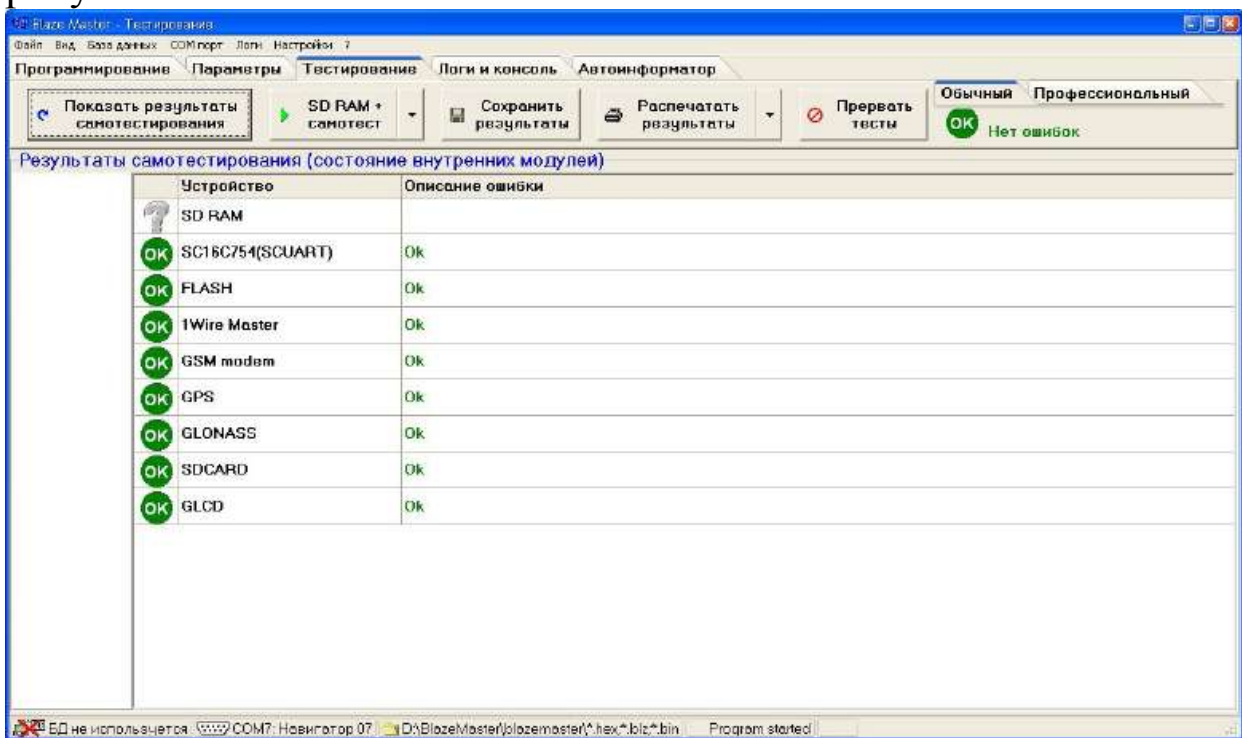 Blaze Master - Тестирование
Файл Вид База данных COM порт Логи Настройки ?
Программирование Параметры Тестирование Логи и консоль Автоинформатор
Показать результаты самотестирования
SD RAM + самотест
Сохранить результаты
Распечатать результаты
Прервать тесты
Обычный Профессиональный
OK Нет ошибок
Результаты самотестирования (состояние внутренних модулей)
Устройство Описание ошибки
? SD RAM
OK SC16C754(SCUART) Ok
OK FLASH Ok
OK 1Wire Master Ok
OK GSM modem Ok
OK GPS Ok
OK GLONASS Ok
OK SDCARD Ok
OK GLCD Ok
БД не используется COM7: Навигатор 07 D:\BlazeMaster\blazemaster\*.hex,*.blz,*.bin Program started!